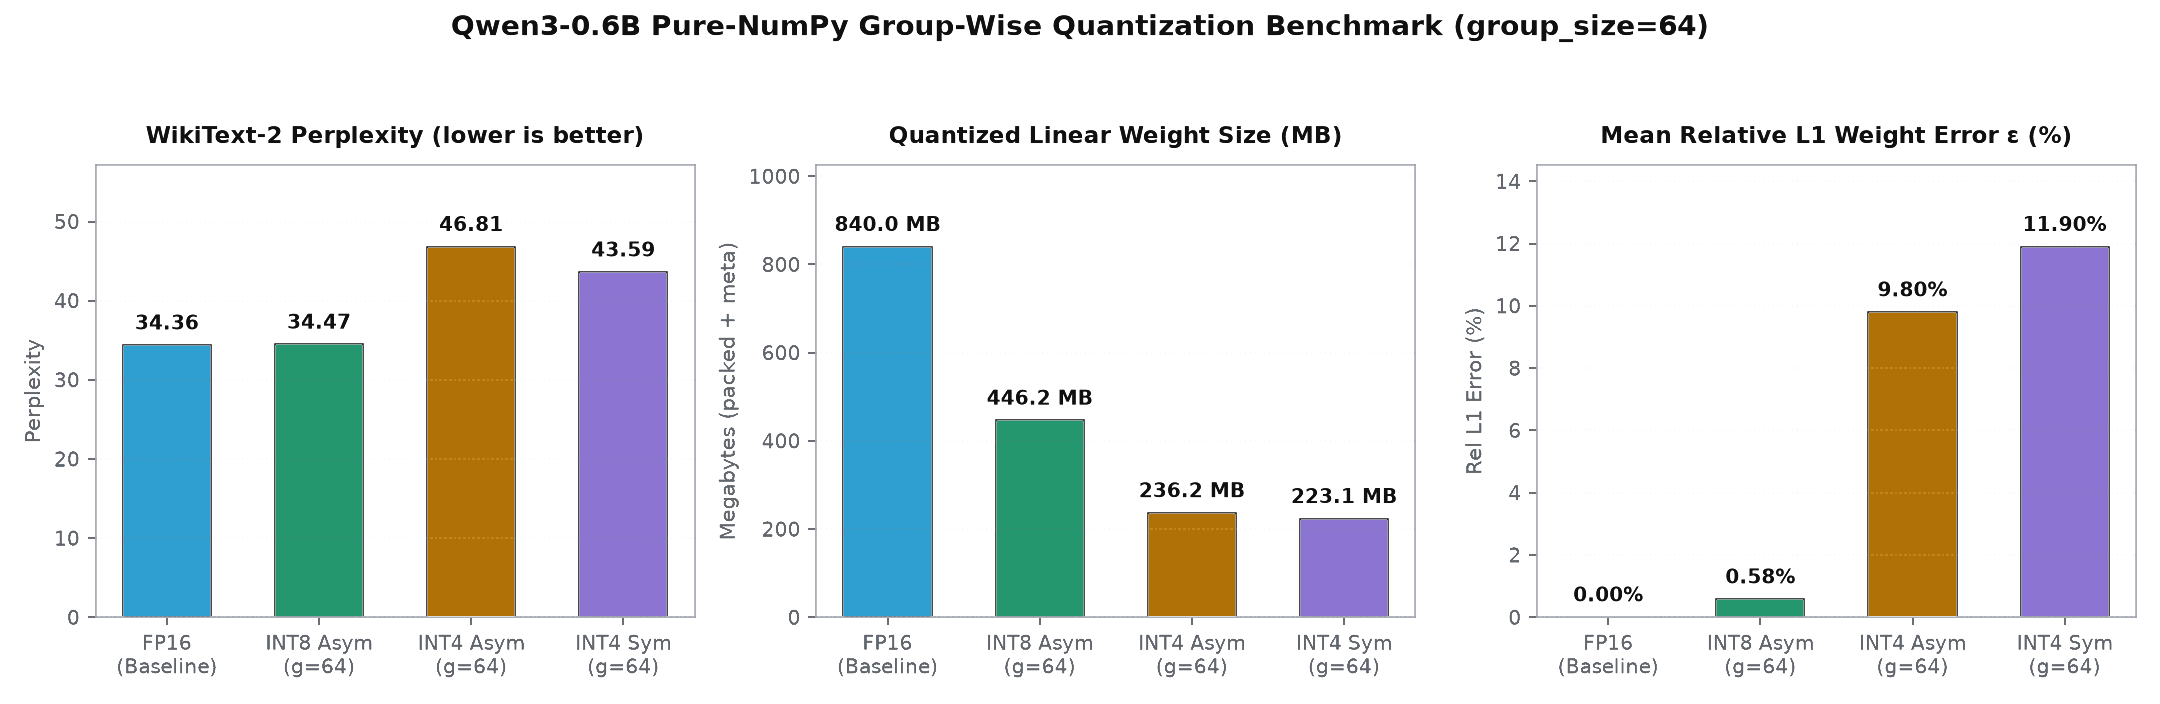 Qwen3-0.6B Pure-NumPy Group-Wise Quantization Benchmark (group_size=64)
WikiText-2 Perplexity (lower is better)
Perplexity
50
40
30
20
10
0
34.36
34.47
46.81
43.59
FP16
(Baseline)
INT8 Asym
(g=64)
INT4 Asym
(g=64)
INT4 Sym
(g=64)
Quantized Linear Weight Size (MB)
Megabytes (packed + meta)
1000
800
600
400
200
0
840.0 MB
446.2 MB
236.2 MB
223.1 MB
FP16
(Baseline)
INT8 Asym
(g=64)
INT4 Asym
(g=64)
INT4 Sym
(g=64)
Mean Relative L1 Weight Error ε (%)
Rel L1 Error (%)
14
12
10
8
6
4
2
0
0.00%
0.58%
9.80%
11.90%
FP16
(Baseline)
INT8 Asym
(g=64)
INT4 Asym
(g=64)
INT4 Sym
(g=64)